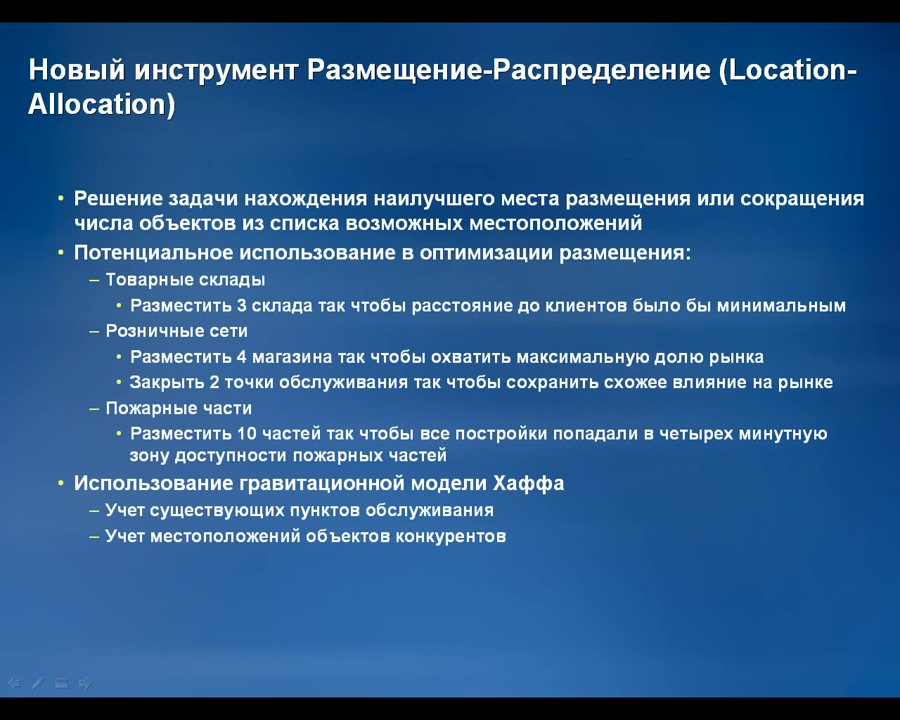 Новый инструмент Размещение-Распределение (Location-
Allocation)
• Решение задачи нахождения наилучшего места размещения или сокращения
числа объектов из списка возможных местоположений
• Потенциальное использование в оптимизации размещения:
– Товарные склады
• Разместить 3 склада так чтобы расстояние до клиентов было бы минимальным
– Розничные сети
• Разместить 4 магазина так чтобы охватить максимальную долю рынка
• Закрыть 2 точки обслуживания так чтобы сохранить схожее влияние на рынке
– Пожарные части
• Разместить 10 частей так чтобы все постройки попадали в четырех минутную
зону доступности пожарных частей
• Использование гравитационной модели Хаффа
– Учет существующих пунктов обслуживания
– Учет местоположений объектов конкурентов